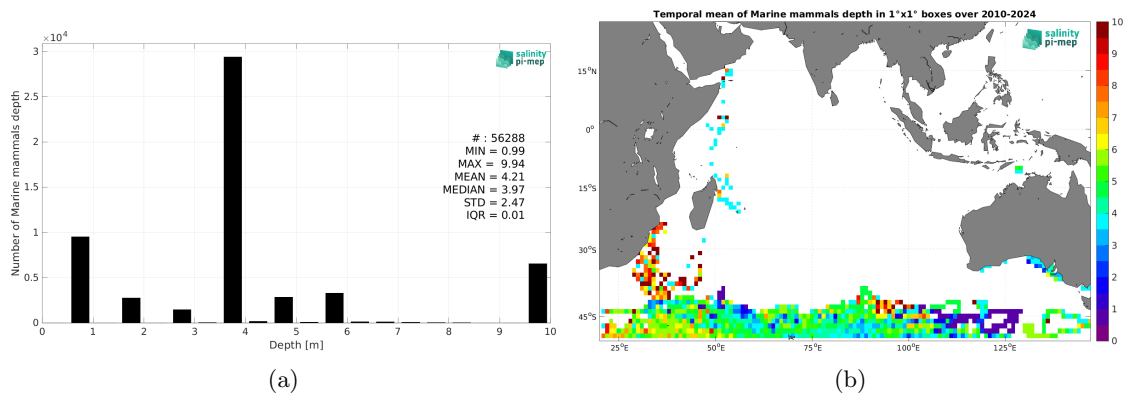 ×10⁴
3
2.5
2
1.5
1
0.5
0
0 1 2 3 4 5 6 7 8 9 10
Number of Marine mammals depth
Depth [m]
salinity
pi-mep
# : 56288
MIN = 0.99
MAX = 9.94
MEAN = 4.21
MEDIAN = 3.97
STD = 2.47
IQR = 0.01
(a)
Temporal mean of Marine mammals depth in 1°x1° boxes over 2010-2024
salinity
pi-mep
15°N
0°
15°S
30°S
45°S
25°E 50°E 75°E 100°E 125°E
10
9
8
7
6
5
4
3
2
1
0
(b)